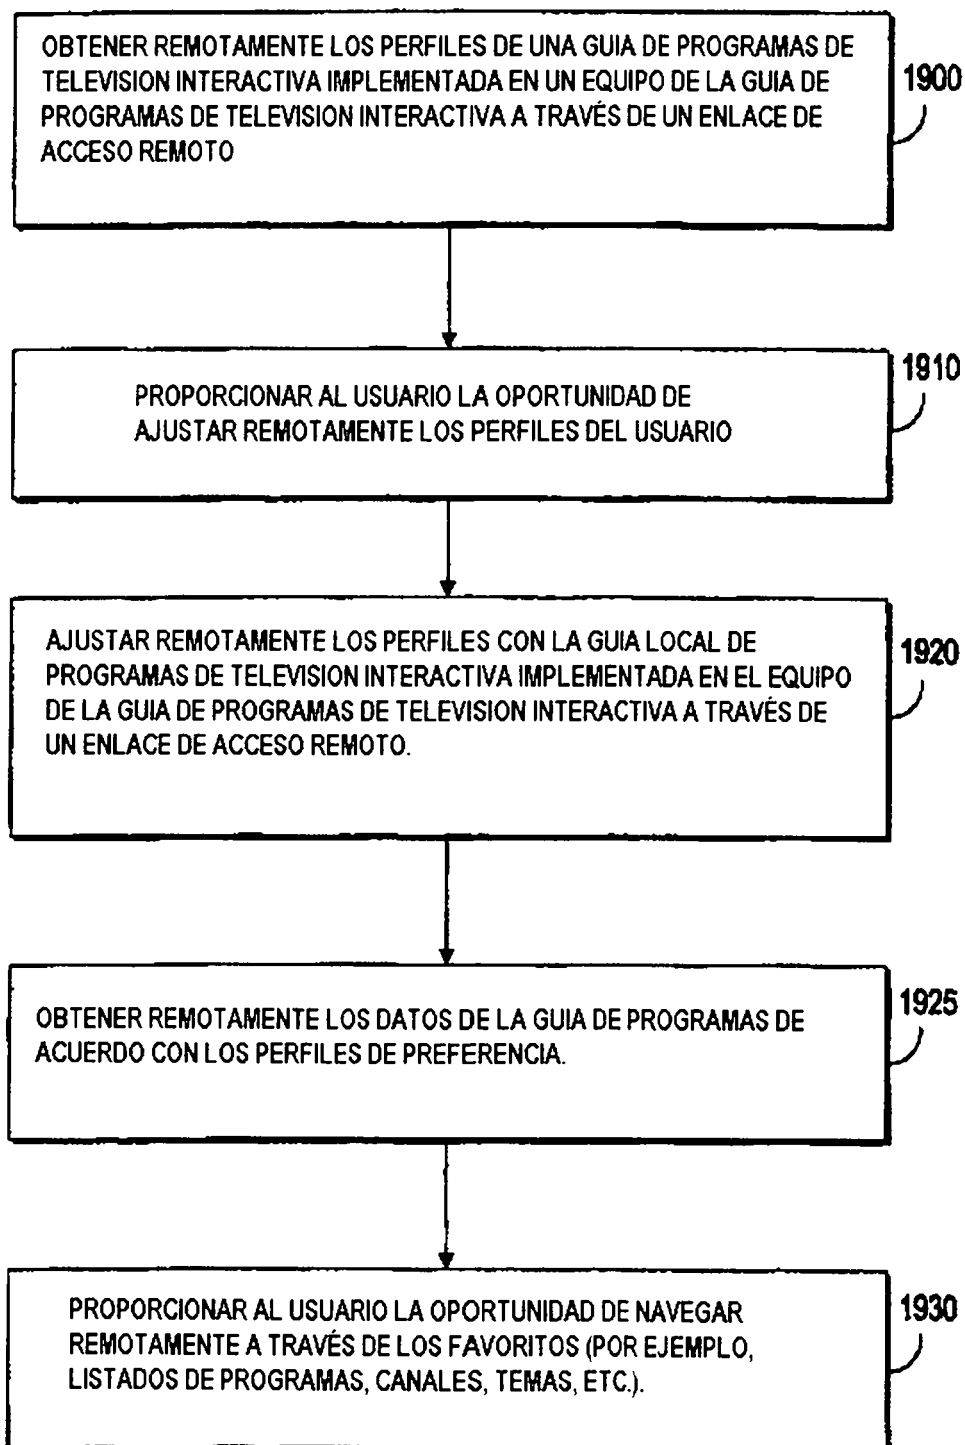 OBTENER REMOTAMENTE LOS PERFILES DE UNA GUIA DE PROGRAMAS DE
TELEVISION INTERACTIVA IMPLEMENTADA EN UN EQUIPO DE LA GUIA DE
PROGRAMAS DE TELEVISION INTERACTIVA A TRAVÉS DE UN ENLACE DE
ACCESO REMOTO
1900
PROPORCIONAR AL USUARIO LA OPORTUNIDAD DE
AJUSTAR REMOTAMENTE LOS PERFILES DEL USUARIO
1910
AJUSTAR REMOTAMENTE LOS PERFILES CON LA GUIA LOCAL DE
PROGRAMAS DE TELEVISION INTERACTIVA IMPLEMENTADA EN EL EQUIPO
DE LA GUIA DE PROGRAMAS DE TELEVISION INTERACTIVA A TRAVÉS DE
UN ENLACE DE ACCESO REMOTO.
1920
OBTENER REMOTAMENTE LOS DATOS DE LA GUIA DE PROGRAMAS DE
ACUERDO CON LOS PERFILES DE PREFERENCIA.
1925
PROPORCIONAR AL USUARIO LA OPORTUNIDAD DE NAVEGAR
REMOTAMENTE A TRAVÉS DE LOS FAVORITOS (POR EJEMPLO,
LISTADOS DE PROGRAMAS, CANALES, TEMAS, ETC.).
1930